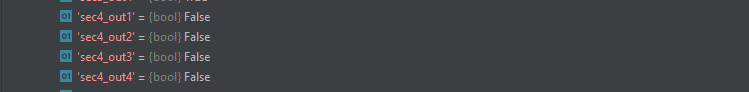 'sec4_out1' = {bool} False
'sec4_out2' = {bool} False
'sec4_out3' = {bool} False
'sec4_out4' = {bool} False